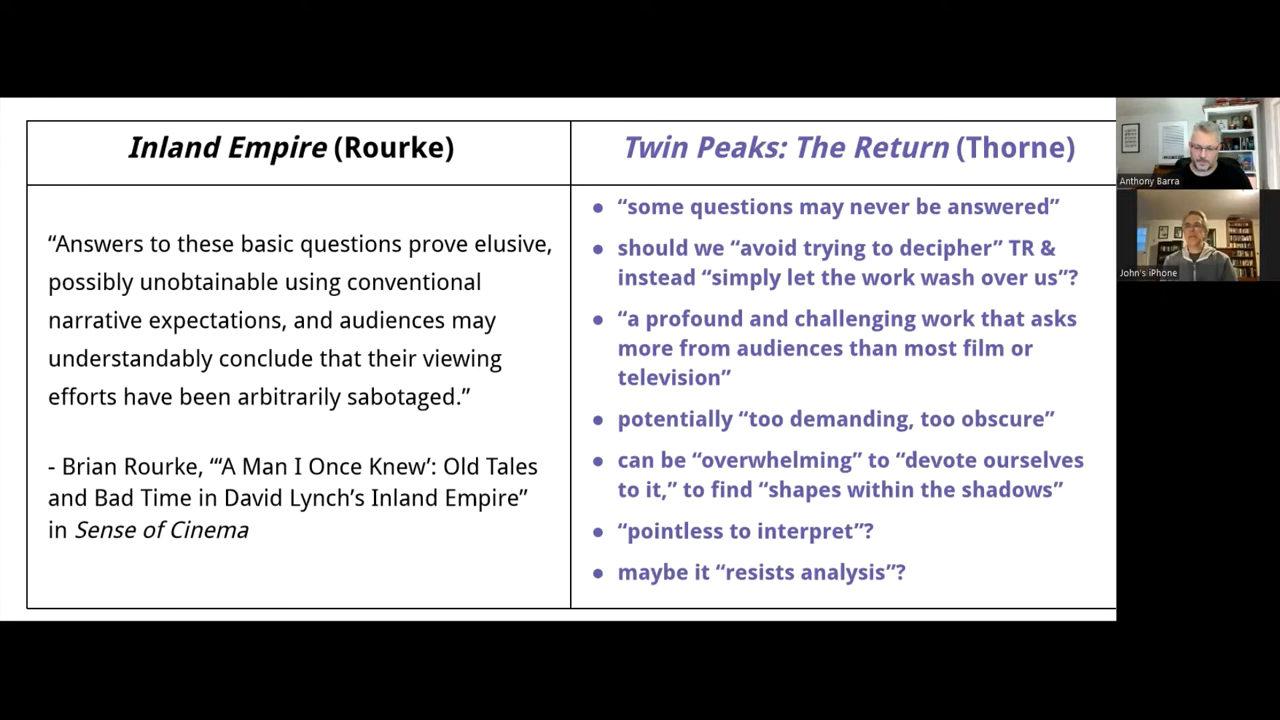 Inland Empire (Rourke)
“Answers to these basic questions prove elusive,
possibly unobtainable using conventional
narrative expectations, and audiences may
understandably conclude that their viewing
efforts have been arbitrarily sabotaged.”
- Brian Rourke, “‘A Man I Once Knew’: Old Tales
and Bad Time in David Lynch’s Inland Empire”
in Sense of Cinema
Twin Peaks: The Return (Thorne)
● “some questions may never be answered”
● should we “avoid trying to decipher” TR &
instead “simply let the work wash over us”?
● “a profound and challenging work that asks
more from audiences than most film or
television”
● potentially “too demanding, too obscure”
● can be “overwhelming” to “devote ourselves
to it,” to find “shapes within the shadows”
● “pointless to interpret”?
● maybe it “resists analysis”?
Anthony Barra
John's iPhone